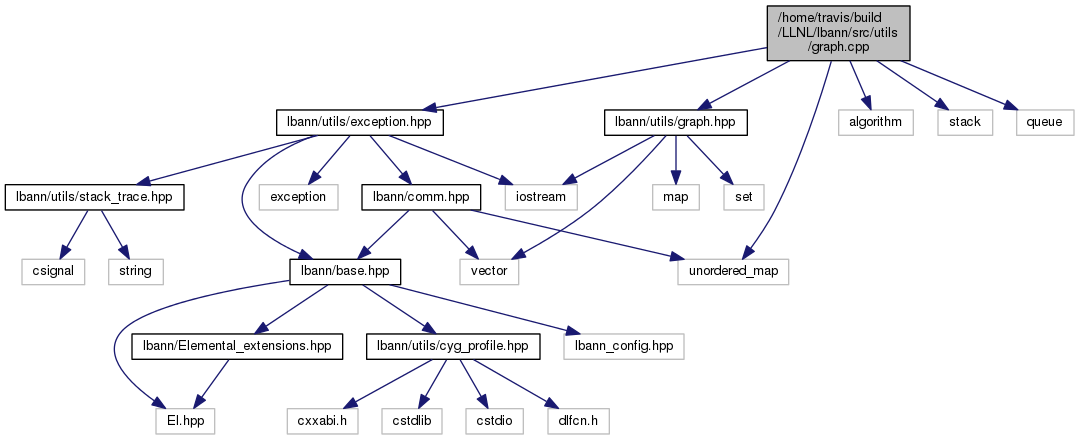 /home/travis/build
/LLNL/lbann/src/utils
/graph.cpp
lbann/utils/exception.hpp
lbann/utils/graph.hpp
algorithm
stack
queue
lbann/utils/stack_trace.hpp
exception
lbann/comm.hpp
iostream
map
set
csignal
string
lbann/base.hpp
vector
unordered_map
lbann/Elemental_extensions.hpp
lbann/utils/cyg_profile.hpp
lbann_config.hpp
El.hpp
cxxabi.h
cstdlib
cstdio
dlfcn.h